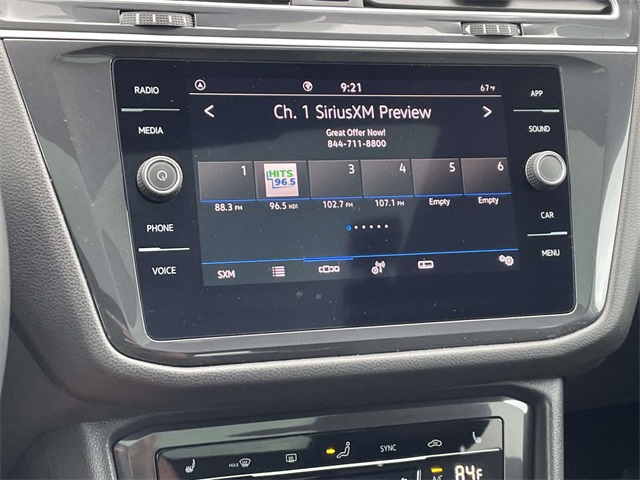 9:21 67°F
RADIO APP
< Ch. 1 SiriusXM Preview >
MEDIA SOUND
Great Offer Now!
844-711-8800
1 HITS 96.5 3 4 5 6
88.3 FM 96.5 HD1 102.7 FM 107.1 FM Empty Empty
PHONE CAR
VOICE MENU
SXM
MAX SYNC
A/C 84°F